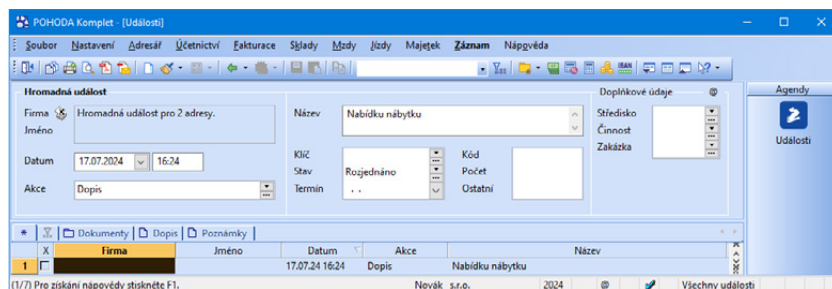 POHODA Komplet - [Události]
Soubor Nastavení Adresář Účetnictví Fakturace Sklady Mzdy Jízdy Majetek Záznam Nápověda
IBAN
Hromadná událost
Doplňkové údaje @
Agendy
Firma Hromadná událost pro 2 adresy.
Název Nabídku nábytku
Středisko
Jméno
Činnost
Události
Klíč
Kód
Zakázka
Datum 17.07.2024 16:24
Stav Rozjednáno
Počet
Akce Dopis
Termín . .
Ostatní
* Dokumenty Dopis Poznámky
X Firma Jméno Datum Akce Název
1 17.07.24 16:24 Dopis Nabídku nábytku
(1/7) Pro získání nápovědy stiskněte F1. Novák s.r.o. 2024 @ Všechny události